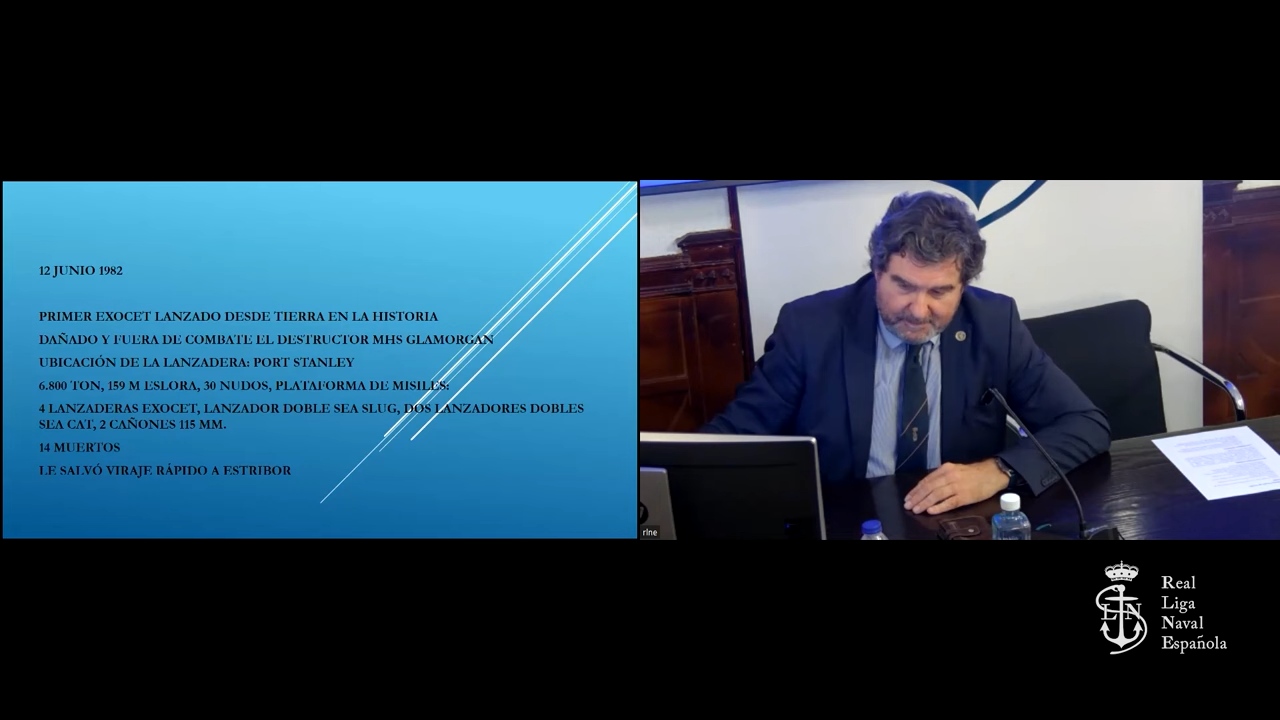 12 JUNIO 1982
PRIMER EXOCET LANZADO DESDE TIERRA EN LA HISTORIA
DAÑADO Y FUERA DE COMBATE EL DESTRUCTOR MHS GLAMORGAN
UBICACIÓN DE LA LANZADERA: PORT STANLEY
6.800 TON, 159 M ESLORA, 30 NUDOS, PLATAFORMA DE MISILES:
4 LANZADERAS EXOCET, LANZADOR DOBLE SEA SLUG, DOS LANZADORES DOBLES
SEA CAT, 2 CAÑONES 115 MM.
14 MUERTOS
LE SALVÓ VIRAJE RÁPIDO A ESTRIBOR
rlne
LN
Real
Liga
Naval
Española